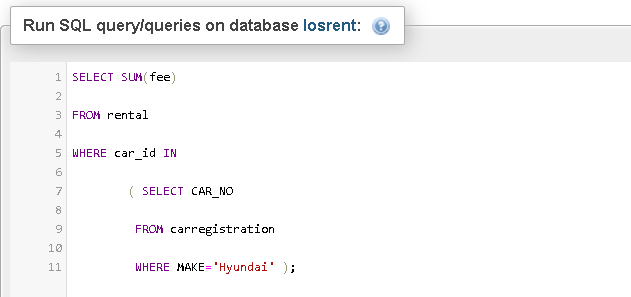 Run SQL query/queries on database losrent:
1 SELECT SUM(fee)
2
3 FROM rental
4
5 WHERE car_id IN
6
7 ( SELECT CAR_NO
8
9 FROM carregistration
10
11 WHERE MAKE='Hyundai' );